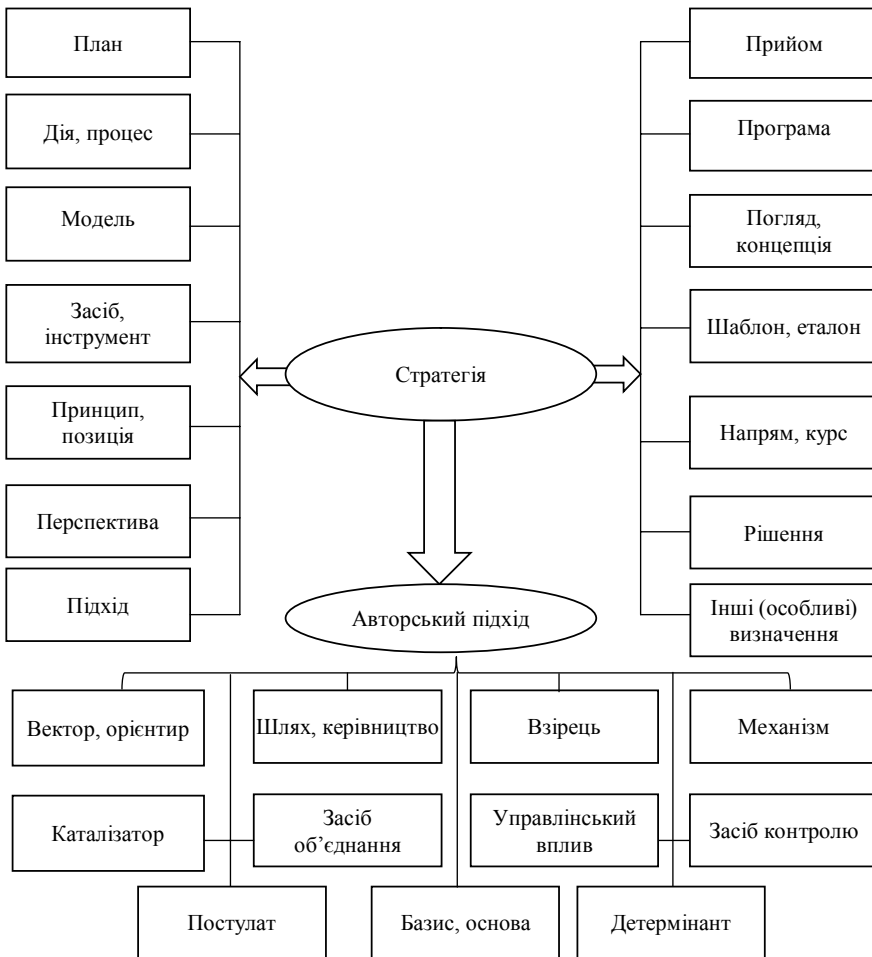 План
Прийом
Дія, процес
Програма
Модель
Погляд,
концепція
Засіб,
інструмент
Шаблон, еталон
Стратегія
Принцип,
позиція
Напрям, курс
Перспектива
Рішення
Підхід
Авторський підхід
Інші (особливі)
визначення
Вектор, орієнтир
Шлях, керівництво
Взірець
Механізм
Каталізатор
Засіб
об’єднання
Управлінський
вплив
Засіб контролю
Постулат
Базис, основа
Детермінант